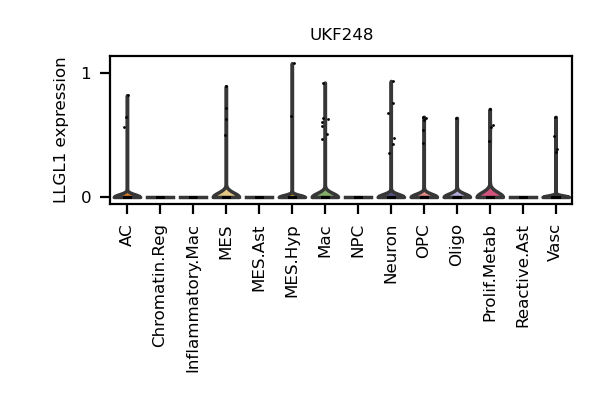 UKF248
LLGL1 expression
1
0
AC
Chromatin.Reg
Inflammatory.Mac
MES
MES.Ast
MES.Hyp
Mac
NPC
Neuron
OPC
Oligo
Prolif.Metab
Reactive.Ast
Vasc